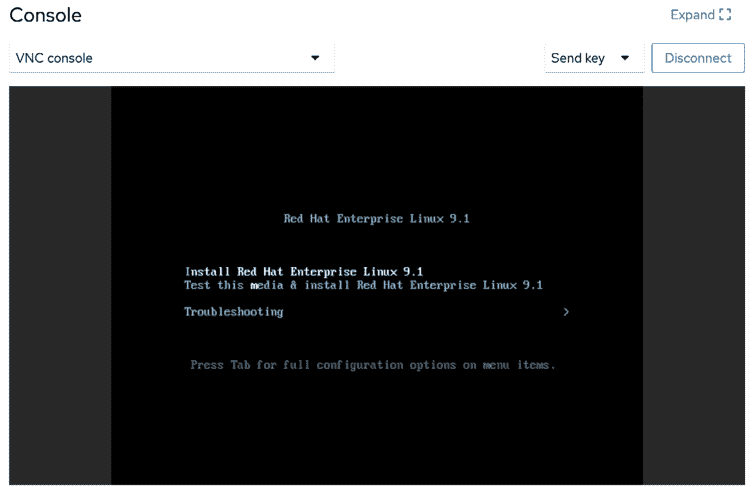 Console
Expand
VNC console
Send key
Disconnect
Red Hat Enterprise Linux 9.1
Install Red Hat Enterprise Linux 9.1
Test this media & install Red Hat Enterprise Linux 9.1
Troubleshooting >
Press Tab for full configuration options on menu items.